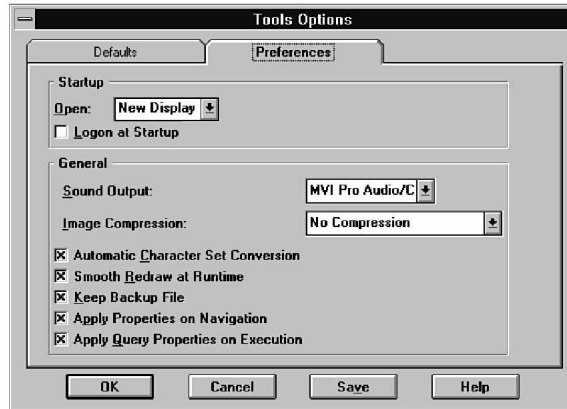 Tools Options
Defaults Preferences
Startup
Open: New Display
Logon at Startup
General
Sound Output: MVI Pro Audio/C
Image Compression: No Compression
Automatic Character Set Conversion
Smooth Redraw at Runtime
Keep Backup File
Apply Properties on Navigation
Apply Query Properties on Execution
OK Cancel Save Help